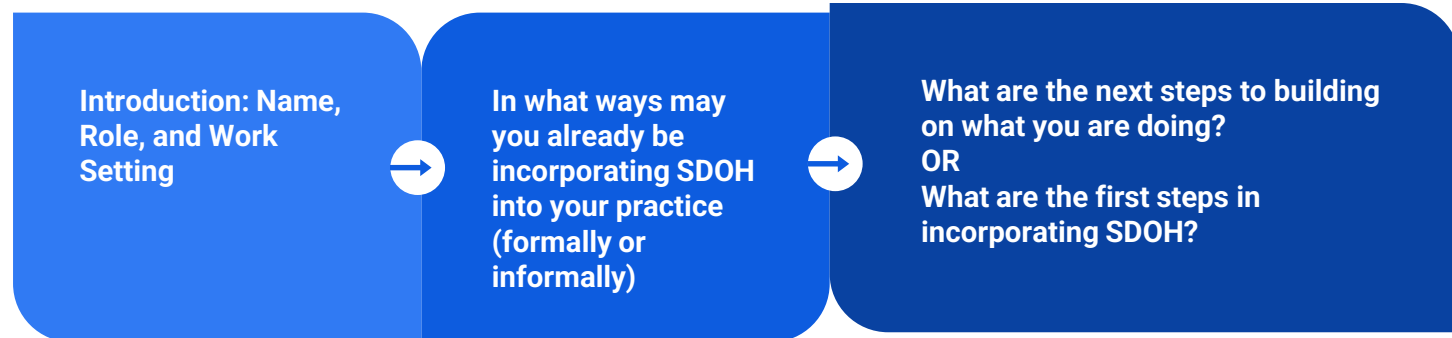 Introduction: Name,
Role, and Work
Setting
In what ways may
you already be
incorporating SDOH
into your practice
(formally or
informally)
What are the next steps to building
on what you are doing?
OR
What are the first steps in
incorporating SDOH?